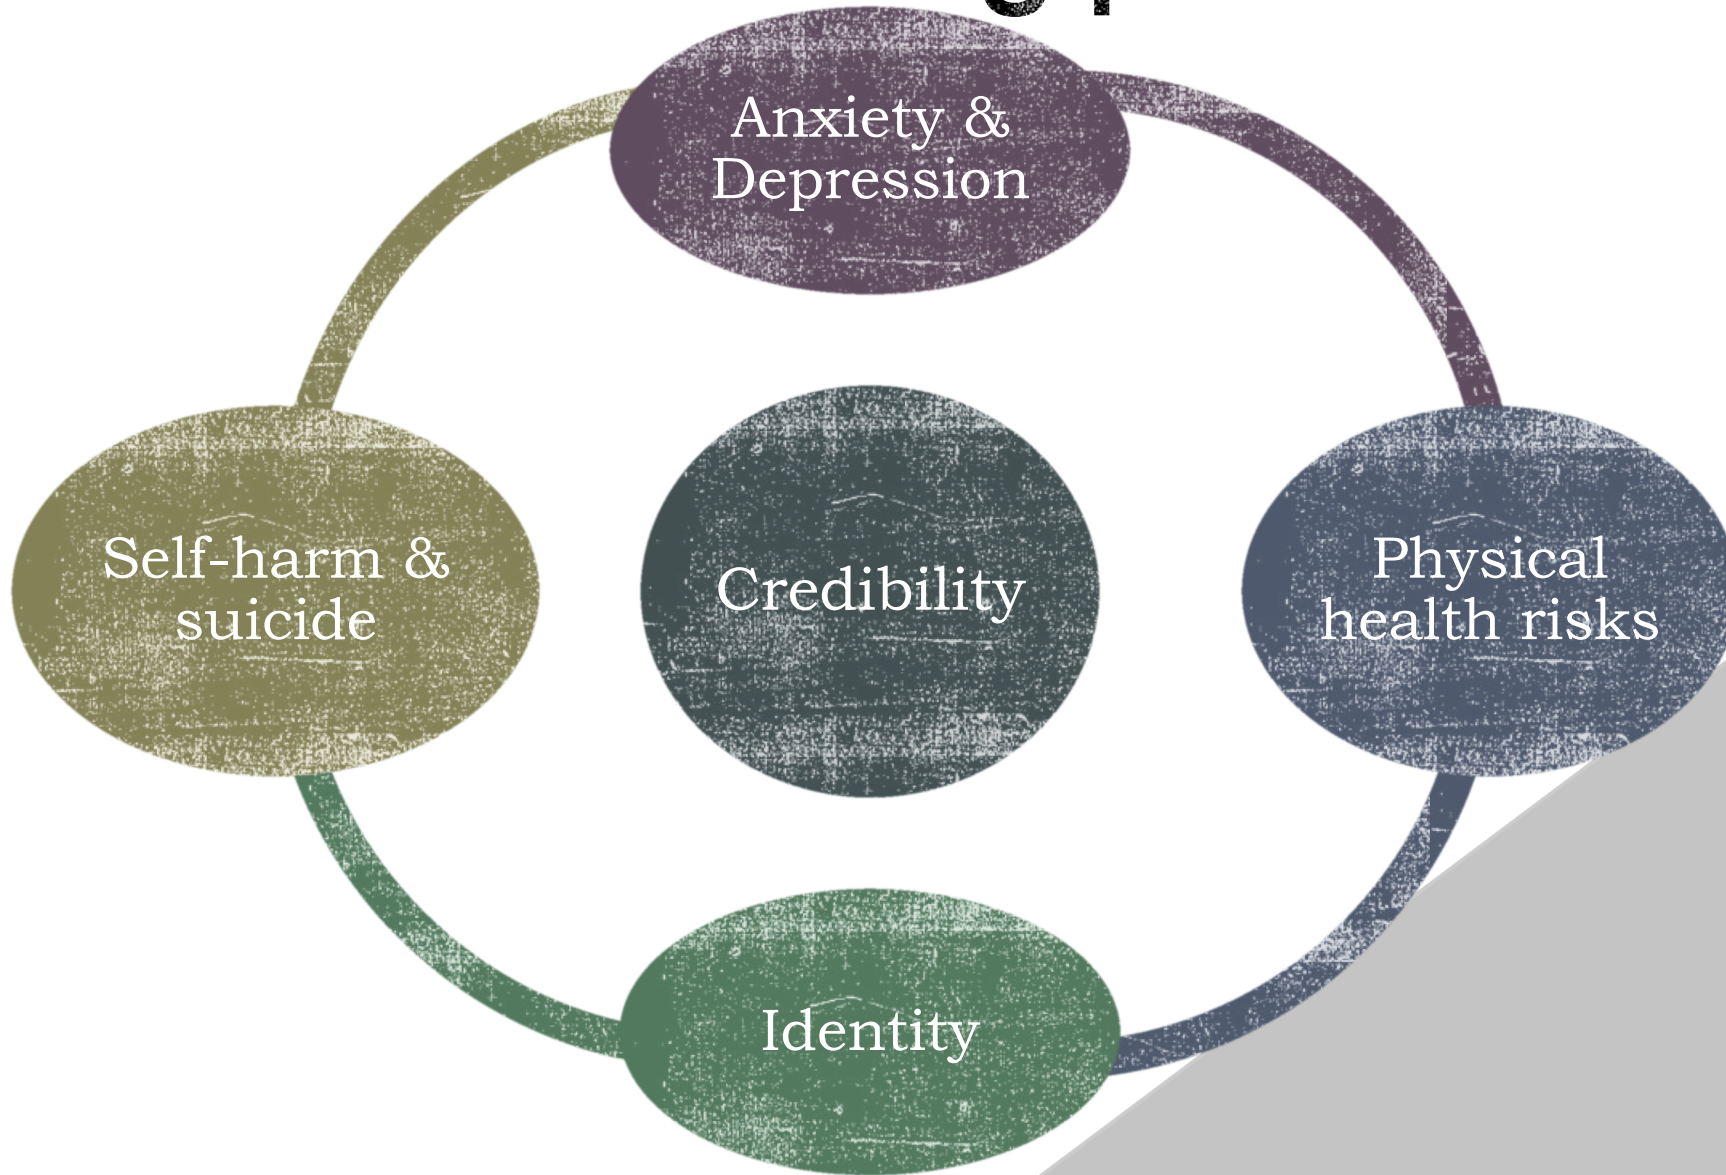 Anxiety &
Depression
Self-harm &
suicide
Credibility
Physical
health risks
Identity